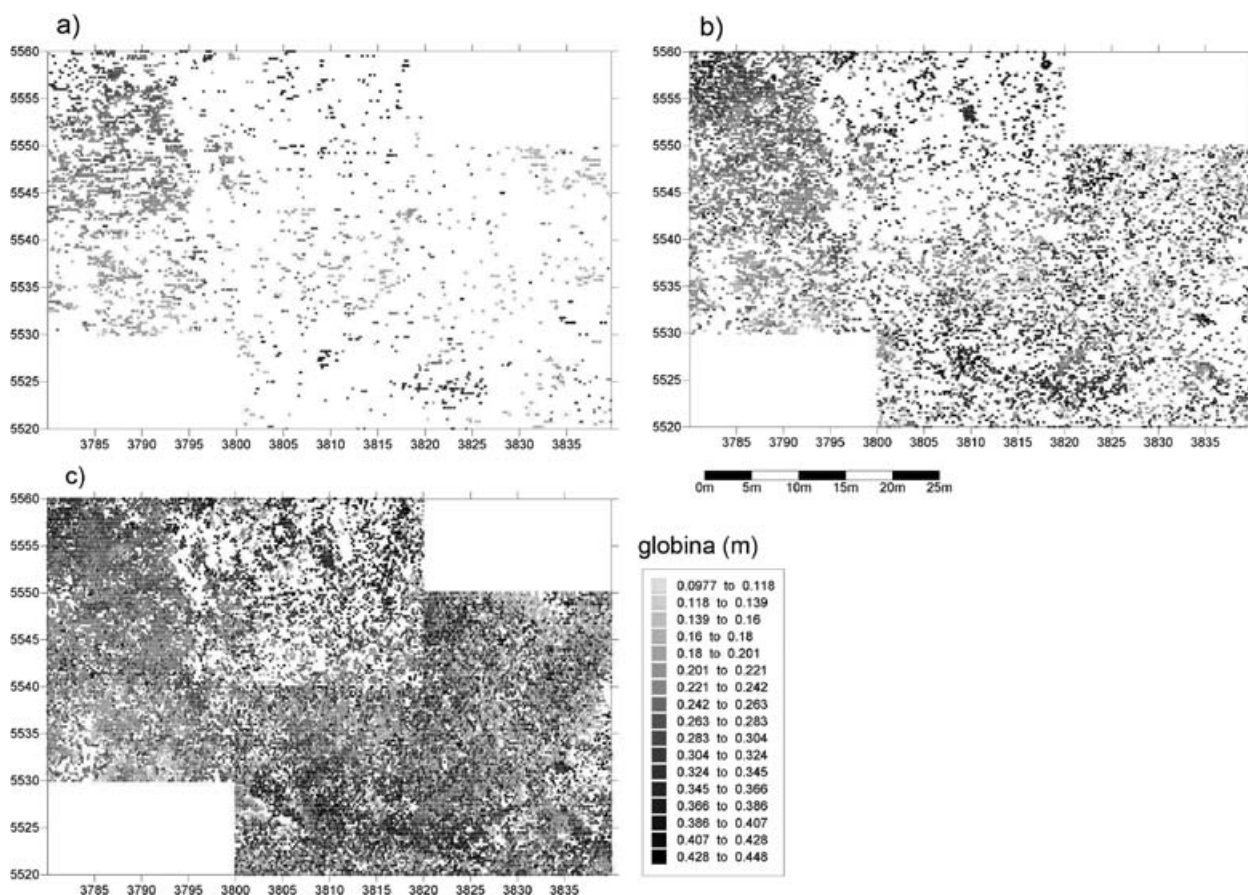 a)
5560
5555
5550
5545
5540
5535
5530
5525
5520
3785 3790 3795 3800 3805 3810 3815 3820 3825 3830 3835
b)
5560
5555
5550
5545
5540
5535
5530
5525
5520
3785 3790 3795 3800 3805 3810 3815 3820 3825 3830 3835
0m 5m 10m 15m 20m 25m
c)
5560
5555
5550
5545
5540
5535
5530
5525
5520
3785 3790 3795 3800 3805 3810 3815 3820 3825 3830 3835
globina (m)
0.0977 to 0.118
0.118 to 0.139
0.139 to 0.16
0.16 to 0.18
0.18 to 0.201
0.201 to 0.221
0.221 to 0.242
0.242 to 0.263
0.263 to 0.283
0.283 to 0.304
0.304 to 0.324
0.324 to 0.345
0.345 to 0.366
0.366 to 0.386
0.386 to 0.407
0.407 to 0.428
0.428 to 0.448